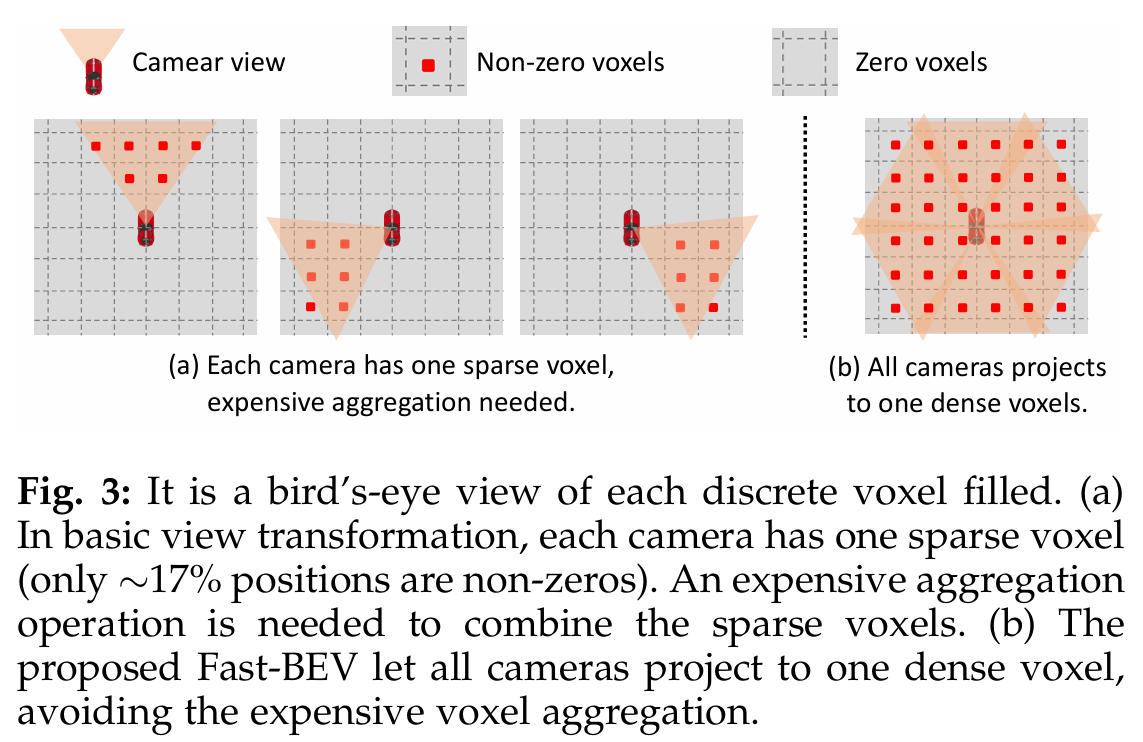 Camear view
Non-zero voxels
Zero voxels
(a) Each camera has one sparse voxel,
expensive aggregation needed.
(b) All cameras projects
to one dense voxels.
Fig. 3: It is a bird’s-eye view of each discrete voxel filled. (a)
In basic view transformation, each camera has one sparse voxel
(only ∼17% positions are non-zeros). An expensive aggregation
operation is needed to combine the sparse voxels. (b) The
proposed Fast-BEV let all cameras project to one dense voxel,
avoiding the expensive voxel aggregation.